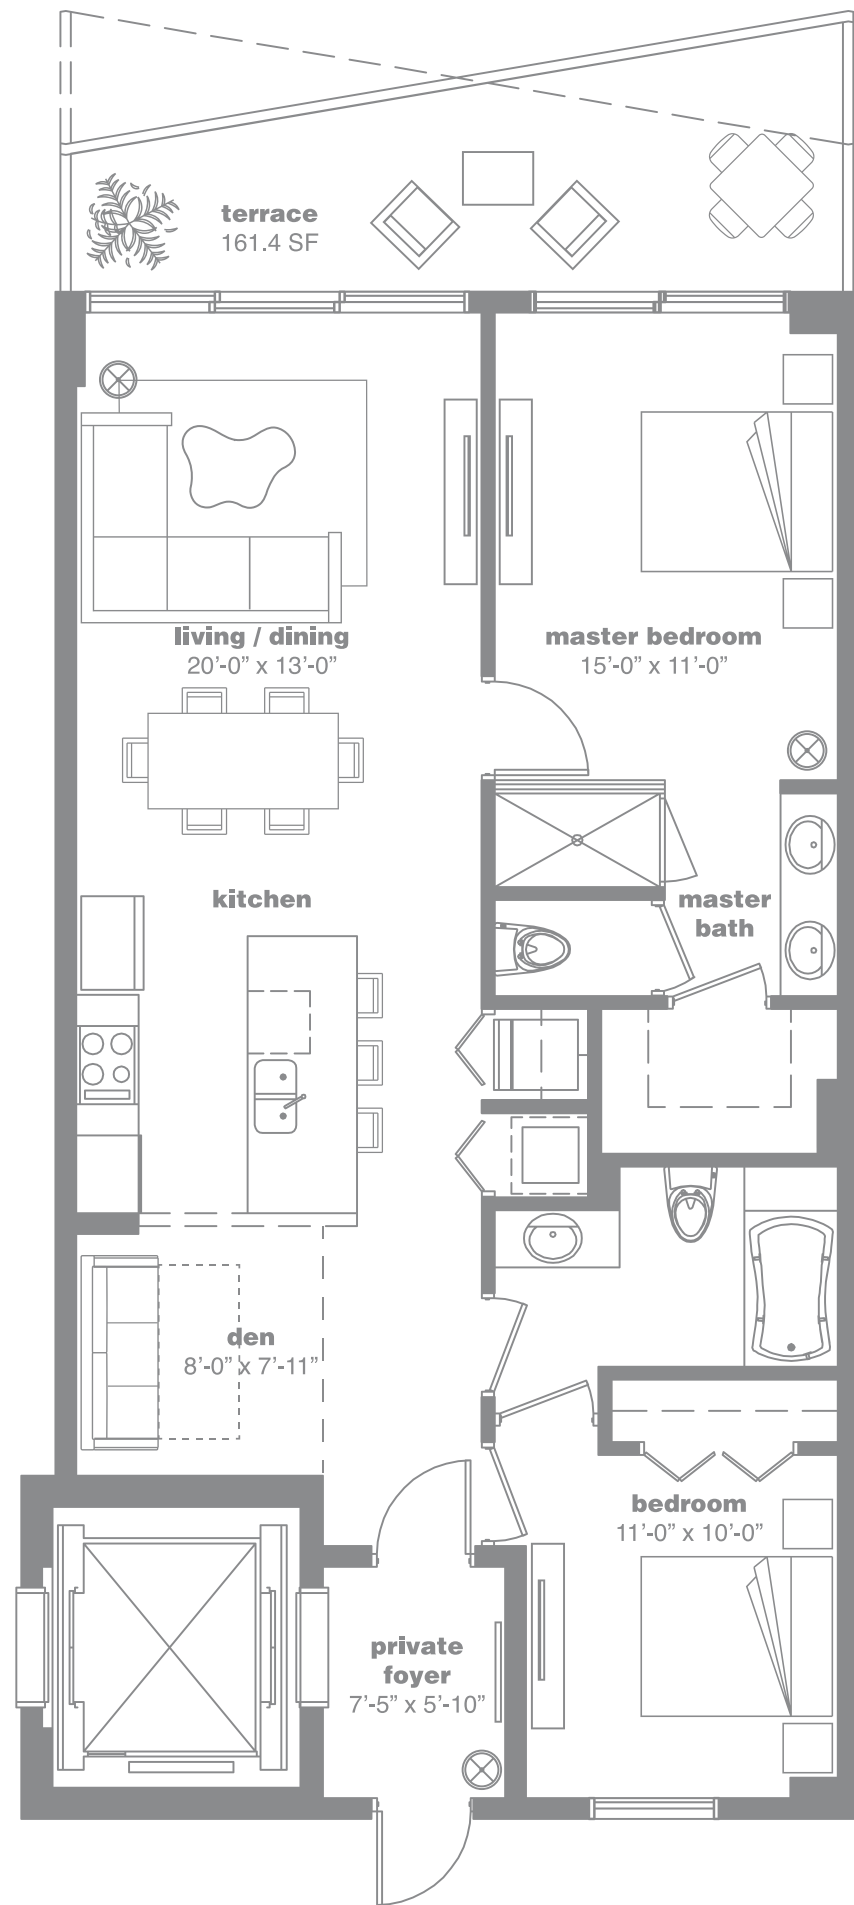 terrace
161.4 SF
living / dining
20’-0” x 13’-0”
master bedroom
15’-0” x 11’-0”
kitchen
master
bath
den
8’-0” x 7’-11”
bedroom
11’-0” x 10’-0”
private
foyer
7’-5” x 5’-10”